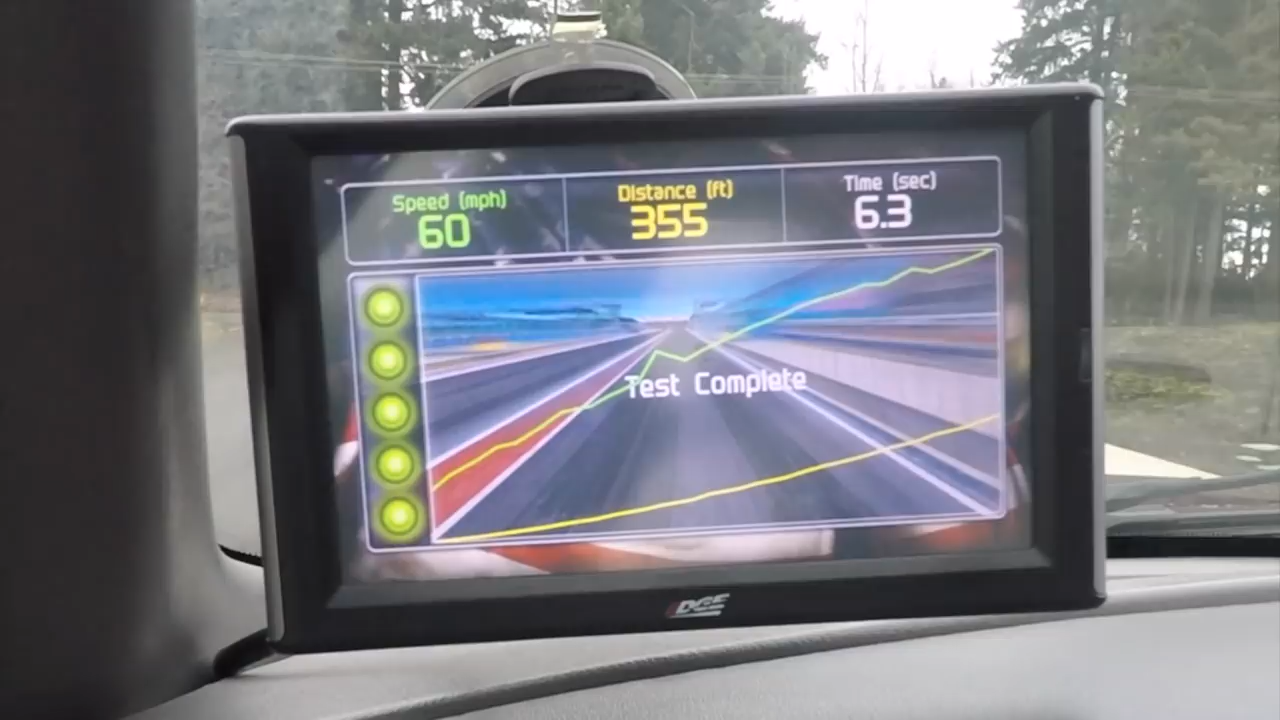 Speed (mph)
60
Distance (ft)
355
Time (sec)
6.3
Test Complete
EDGE